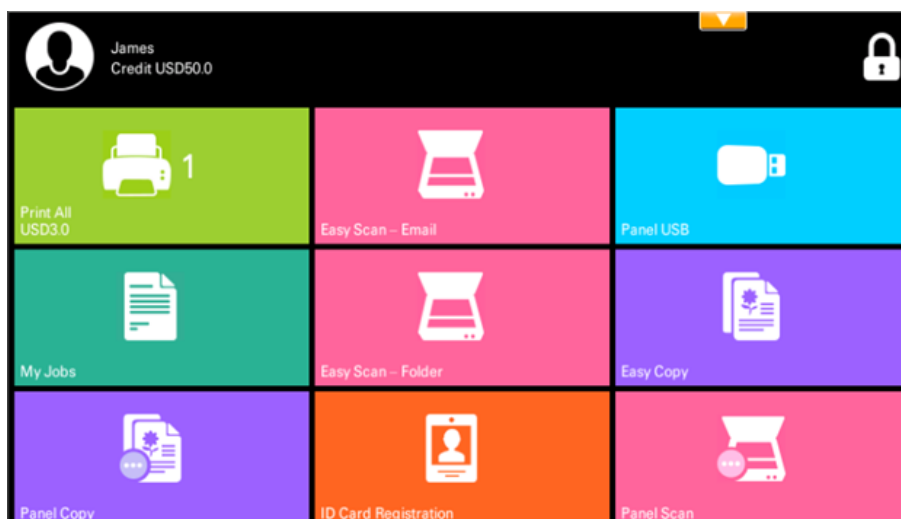 James
Credit USD50.0
1
Print All
USD3.0
Easy Scan – Email
Panel USB
My Jobs
Easy Scan – Folder
Easy Copy
Panel Copy
ID Card Registration
Panel Scan